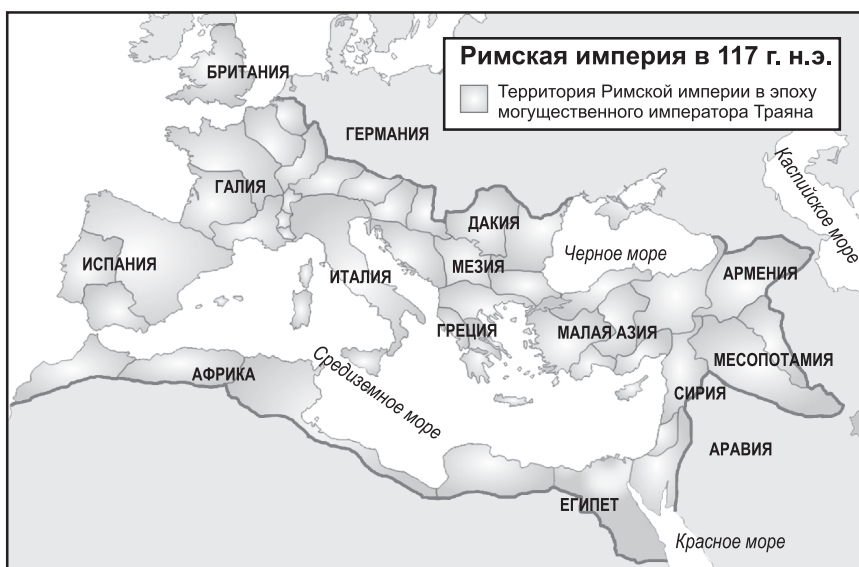 Римская империя в 117 г. н.э.
Территория Римской империи в эпоху
могущественного императора Траяна
БРИТАНИЯ
ГЕРМАНИЯ
Каспийское море
ГАЛИЯ
ДАКИЯ
Черное море
ИСПАНИЯ
ИТАЛИЯ
МЕЗИЯ
АРМЕНИЯ
ГРЕЦИЯ
МАЛАЯ АЗИЯ
МЕСОПОТАМИЯ
АФРИКА
Средиземное море
СИРИЯ
АРАВИЯ
ЕГИПЕТ
Красное море